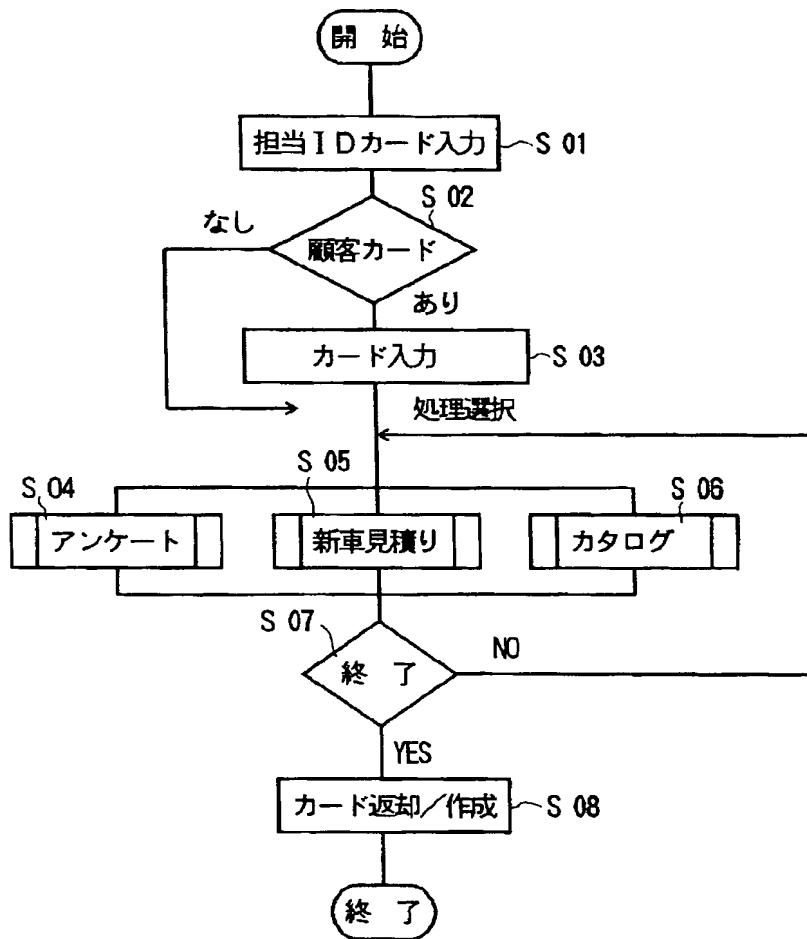 開 始
担当IDカード入力
S 01
S 02
なし
顧客カード
あり
カード入力
S 03
処理選択
S 04
S 05
S 06
アンケート
新車見積り
カタログ
S 07
終 了
NO
YES
カード返却/作成
S 08
終 了